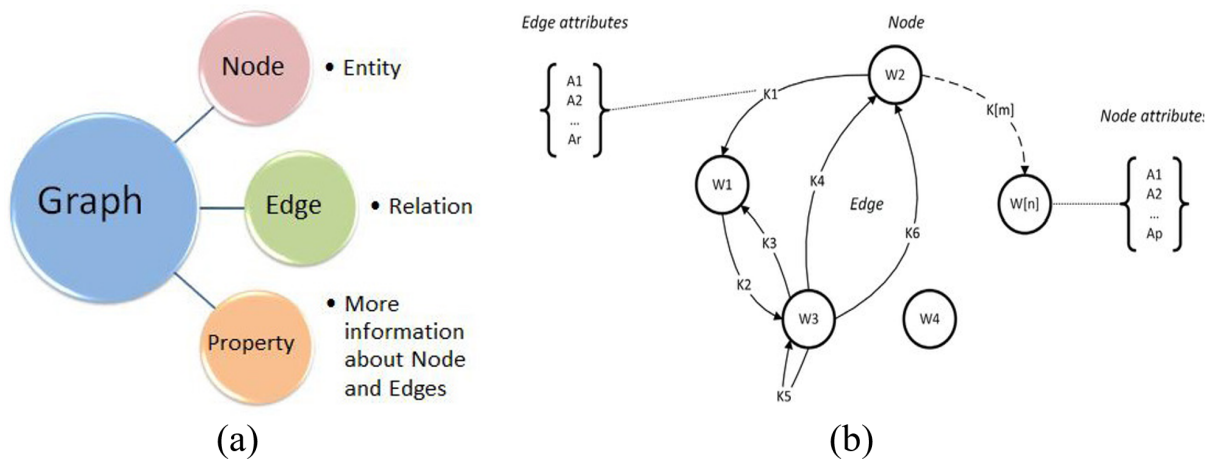 Graph
Node
• Entity
Edge
• Relation
Property
• More
information
about Node
and Edges
(a)
Edge attributes
A1
A2
...
Ar
Node
W2
K1
K[m]
Node attributes
W1
K4
Edge
K6
W[n]
A1
A2
...
Ap
K3
K2
W3
W4
K5
(b)